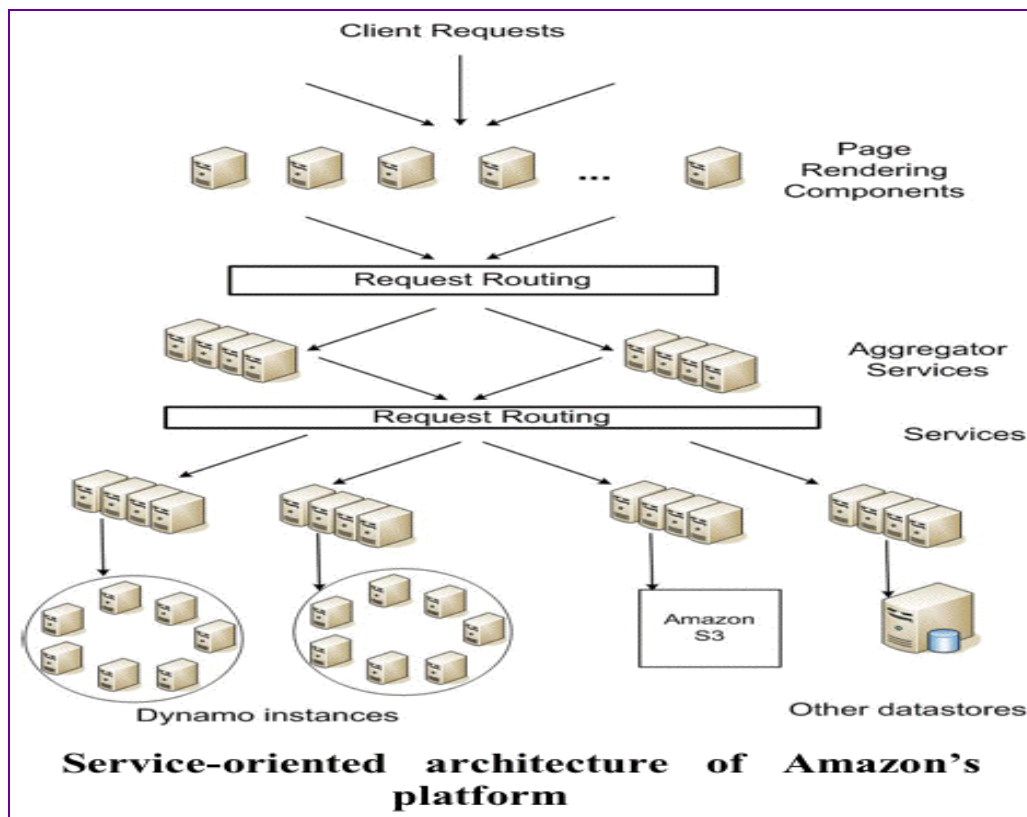 Client Requests
Page
Rendering
Components
...
Request Routing
Aggregator
Services
Request Routing
Services
Amazon
S3
Dynamo instances
Other datastores
Service-oriented architecture of Amazon's
platform